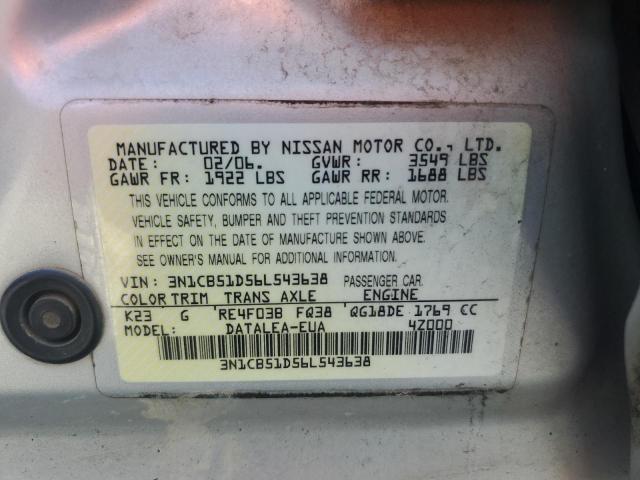 MANUFACTURED BY NISSAN MOTOR CO., LTD.
DATE: 02/06. GVWR: 3549 LBS
GAWR FR: 1922 LBS GAWR RR: 1688 LBS
THIS VEHICLE CONFORMS TO ALL APPLICABLE FEDERAL MOTOR.
VEHICLE SAFETY, BUMPER AND THEFT PREVENTION STANDARDS
IN EFFECT ON THE DATE OF MANUFACTURE SHOWN ABOVE.
SEE OWNER'S MANUAL FOR ADDITIONAL INFORMATION.
VIN: 3N1CB51D56L543638 PASSENGER CAR
COLOR TRIM TRANS AXLE ENGINE
K23 G RE4F03B FQ38 QG18DE 1769 CC
MODEL: DATALEA-EUA 4Z000
3N1CB51D56L543638